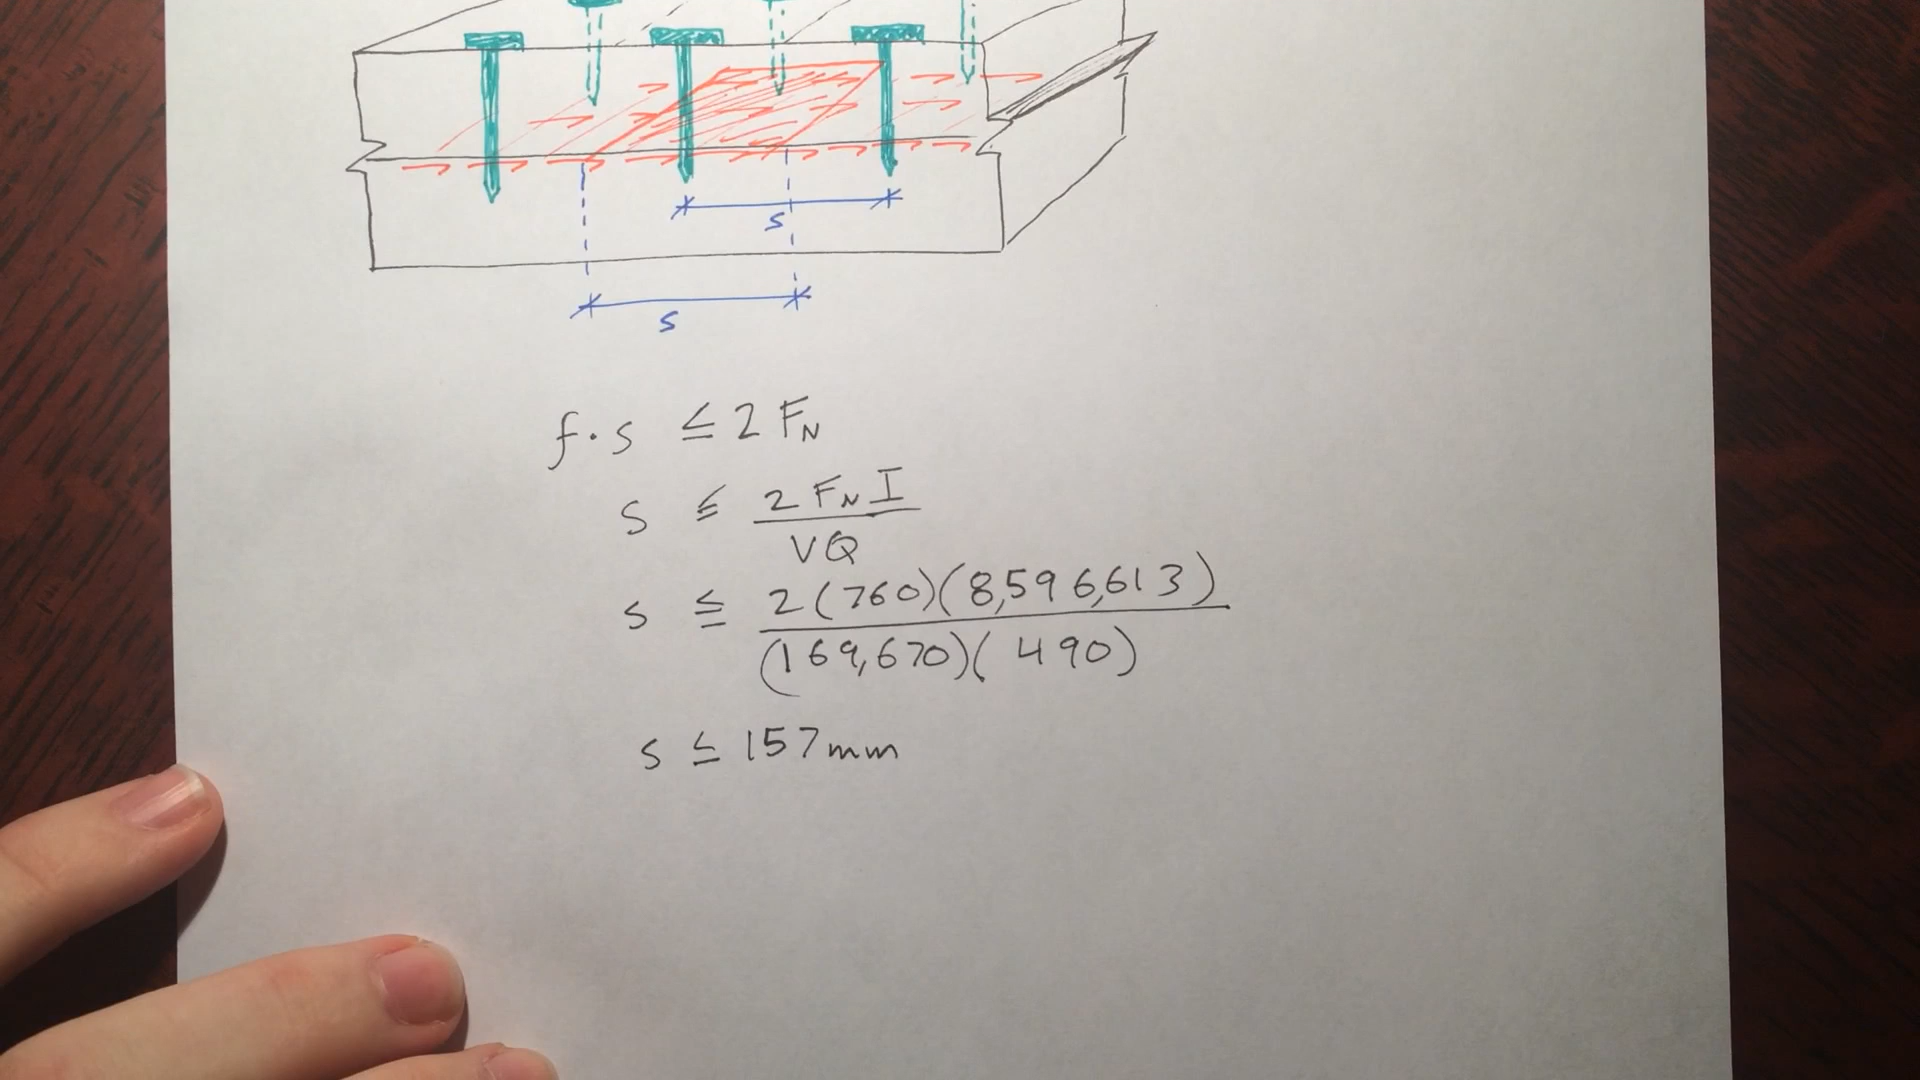 s
s
f·s ≤ 2 F_N
s ≤ 2 F_N I / VQ
s ≤ 2(760)(8,596,613) / (169,670)(490)
s ≤ 157mm